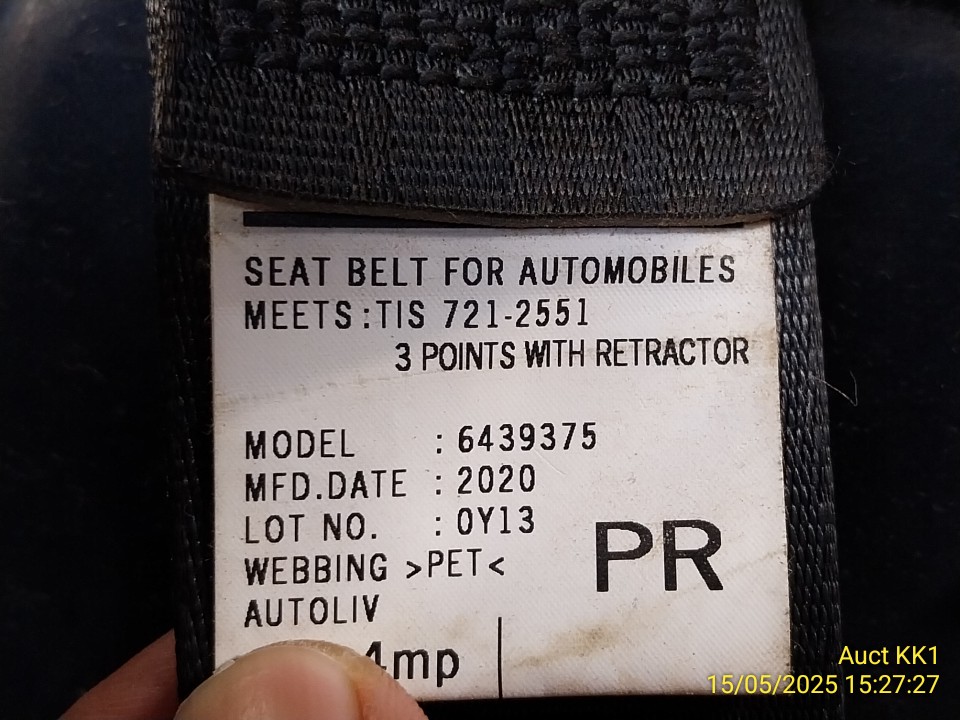 SEAT BELT FOR AUTOMOBILES
MEETS:TIS 721-2551
3 POINTS WITH RETRACTOR
MODEL : 6439375
MFD.DATE : 2020
LOT NO. : 0Y13
WEBBING >PET<
PR
AUTOLIV
4mp
Auct KK1
15/05/2025 15:27:27